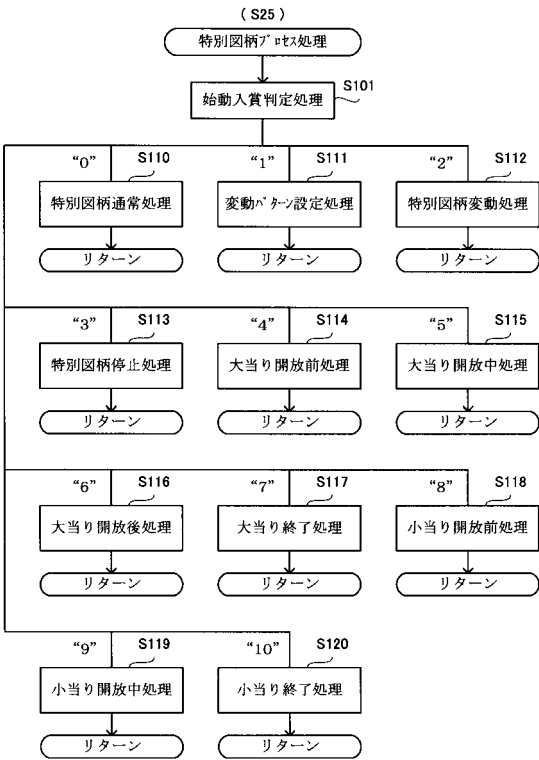 (S25)
特別図柄プロセス処理
S101
始動入賞判定処理
“0”
S110
特別図柄通常処理
リターン
“1”
S111
変動パターン設定処理
リターン
“2”
S112
特別図柄変動処理
リターン
“3”
S113
特別図柄停止処理
リターン
“4”
S114
大当り開放前処理
リターン
“5”
S115
大当り開放中処理
リターン
“6”
S116
大当り開放後処理
リターン
“7”
S117
大当り終了処理
リターン
“8”
S118
小当り開放前処理
リターン
“9”
S119
小当り開放中処理
リターン
“10”
S120
小当り終了処理
リターン